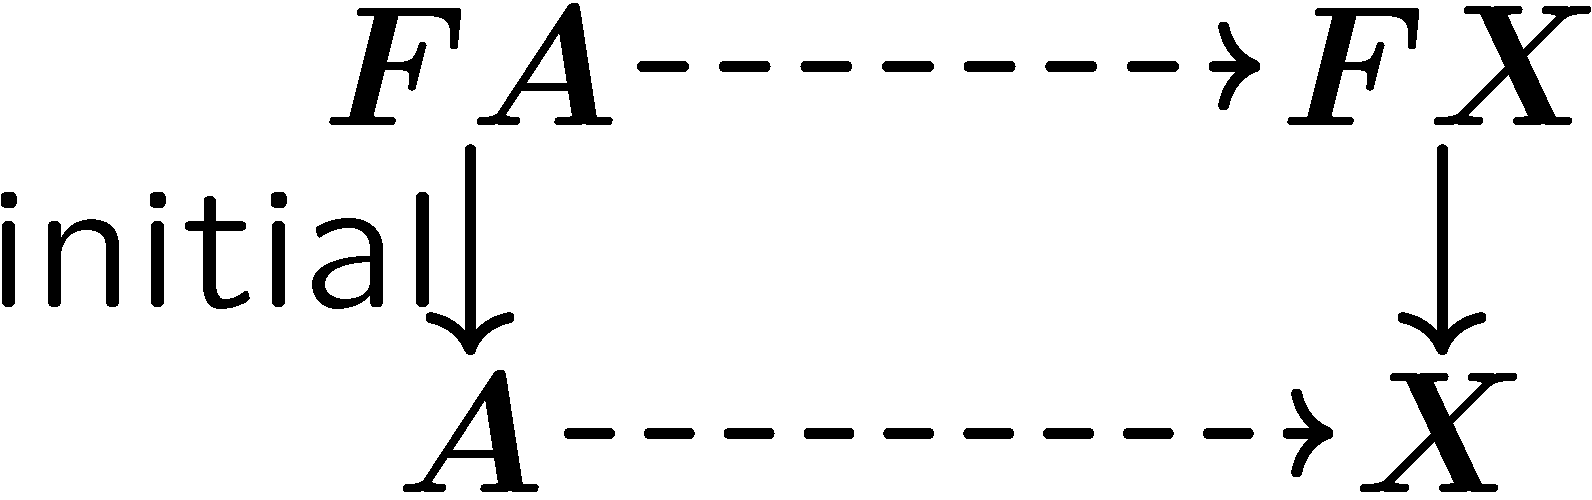 FA FX
initial
A X